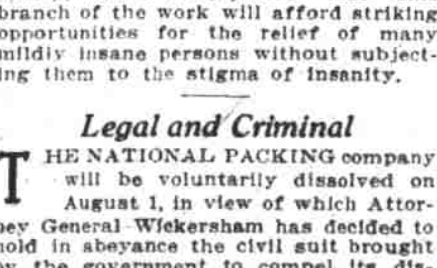 branch of the work will afford striking
opportunities for the relief of many
mildly insane persons without subject-
ing them to the stigma of insanity.
Legal and Criminal
THE NATIONAL PACKING company
will be voluntarily dissolved on
August 1, in view of which Attor-
ney General Wickersham has decided to
hold in abeyance the civil suit brought
by the government to compel its dis-